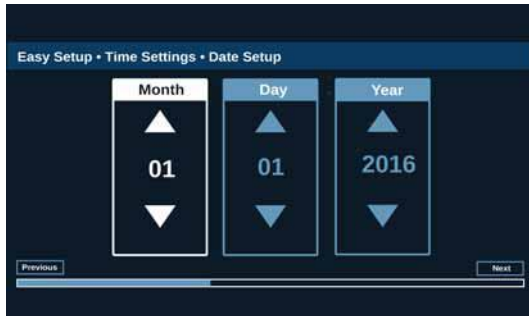 Easy Setup • Time Settings • Date Setup
Month Day Year
01 01 2016
Previous Next